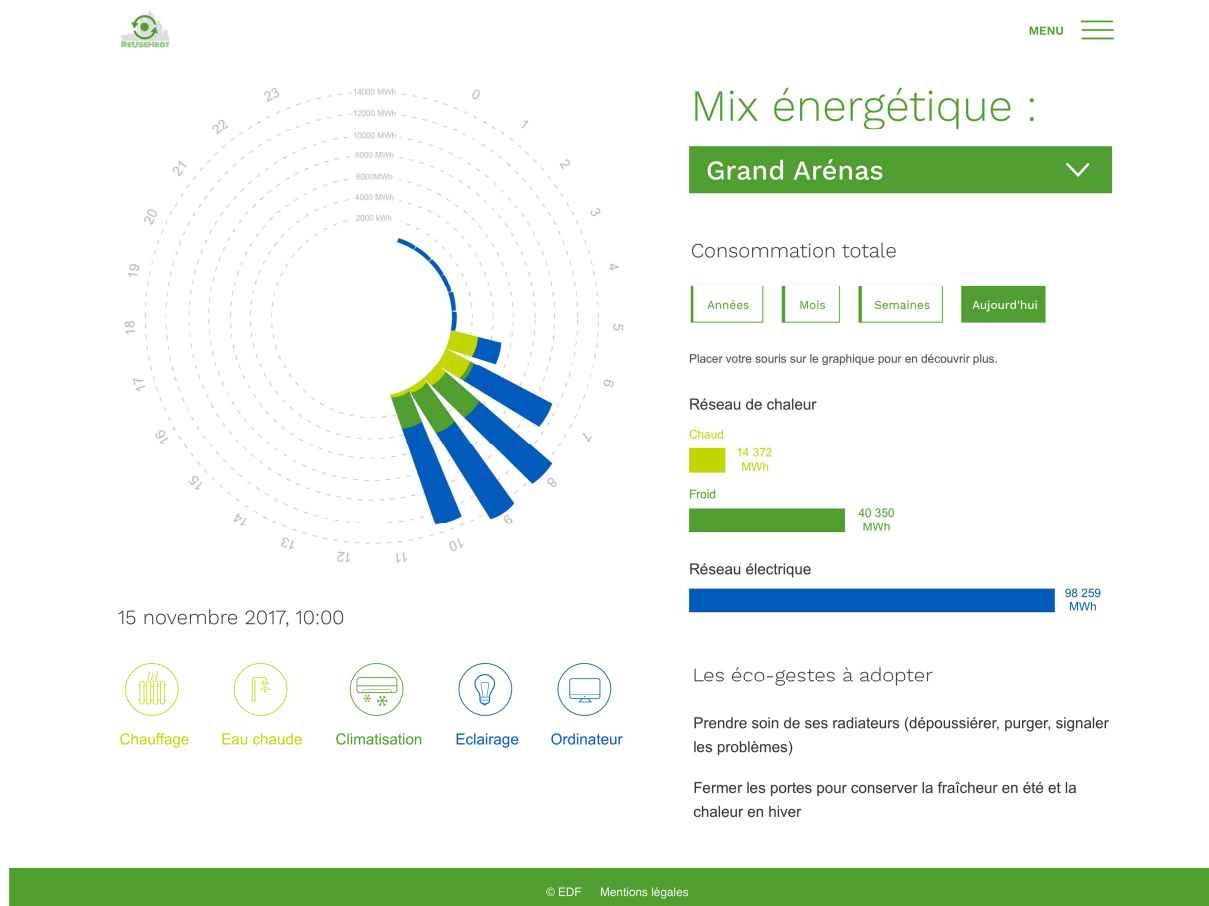 ReUseHeat
MENU
14000 MWh
12000 MWh
10000 MWh
8000 MWh
6000MWh
4000 MWh
2000 kWh
0
1
2
3
4
5
6
7
8
9
10
11
12
13
14
15
16
17
18
19
20
21
22
23
15 novembre 2017, 10:00
Chauffage
Eau chaude
Climatisation
Eclairage
Ordinateur
Mix énergétique :
Grand Arénas
Consommation totale
Années
Mois
Semaines
Aujourd'hui
Placer votre souris sur le graphique pour en découvrir plus.
Réseau de chaleur
Chaud
14 372
MWh
Froid
40 350
MWh
Réseau électrique
98 259
MWh
Les éco-gestes à adopter
Prendre soin de ses radiateurs (dépoussiérer, purger, signaler
les problèmes)
Fermer les portes pour conserver la fraîcheur en été et la
chaleur en hiver
© EDF
Mentions légales